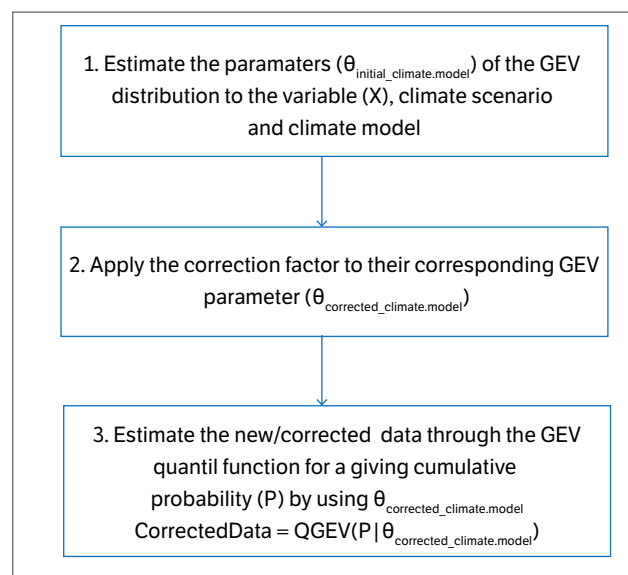 1. Estimate the paramaters (θinitial_climate.model) of the GEV
distribution to the variable (X), climate scenario
and climate model
2. Apply the correction factor to their corresponding GEV
parameter (θcorrected_climate.model)
3. Estimate the new/corrected data through the GEV
quantil function for a giving cumulative
probability (P) by using θcorrected_climate.model
CorrectedData = QGEV(P|θcorrected_climate.model)